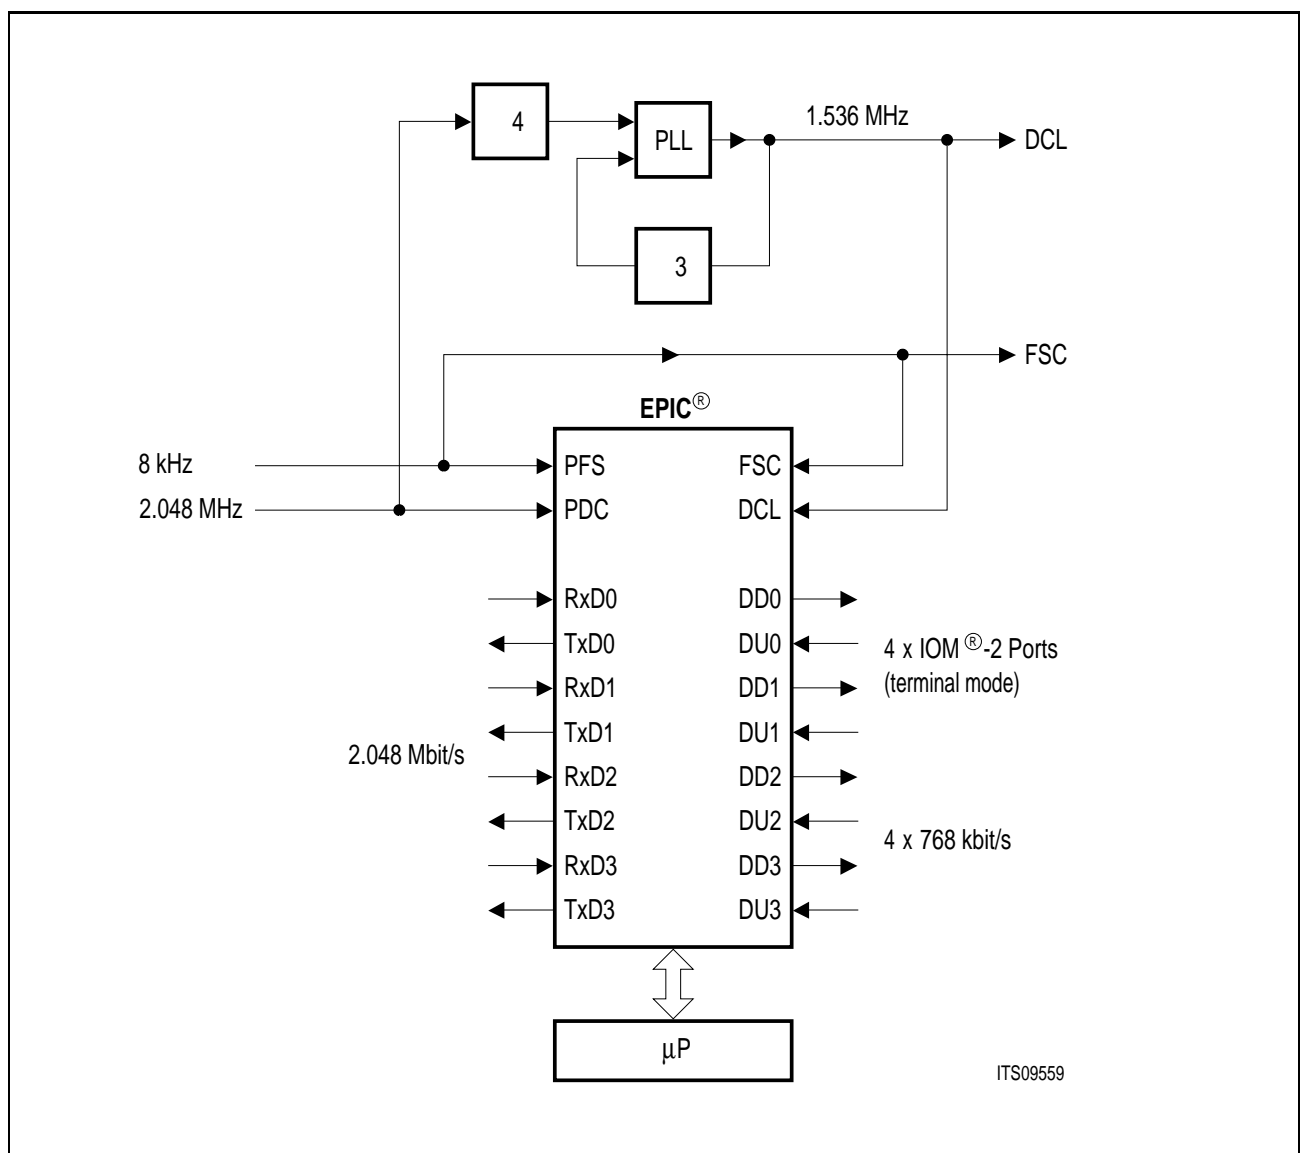 4
PLL
1.536 MHz
DCL
3
FSC
EPIC®
8 kHz
2.048 MHz
PFS
FSC
PDC
DCL
RxD0
DD0
TxD0
DU0
RxD1
DD1
TxD1
DU1
RxD2
DD2
TxD2
DU2
RxD3
DD3
TxD3
DU3
4 x IOM®-2 Ports
(terminal mode)
2.048 Mbit/s
4 x 768 kbit/s
μP
ITS09559